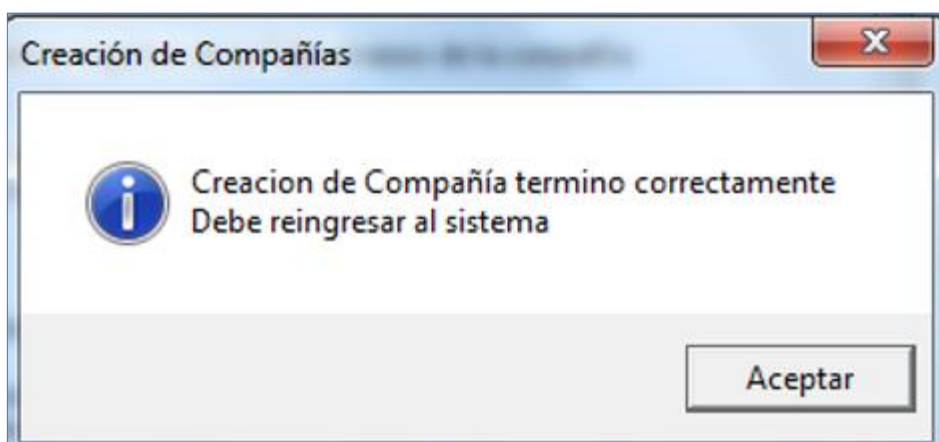 Creación de Compañías
Creacion de Compañía termino correctamente
Debe reingresar al sistema
Aceptar